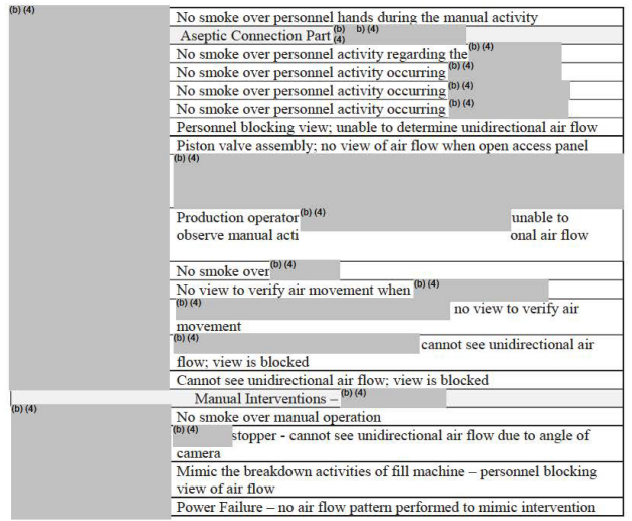 (b) (4)
No smoke over personnel hands during the manual activity
Aseptic Connection Part (b) (4) b) (4)
No smoke over personnel activity regarding the (b) (4)
No smoke over personnel activity occurring (b) (4)
No smoke over personnel activity occurring (b) (4)
No smoke over personnel activity occurring (b) (4)
Personnel blocking view; unable to determine unidirectional air flow
Piston valve assembly; no view of air flow when open access panel
(b) (4)
Production operator (b) (4) unable to
observe manual acti onal air flow
No smoke over (b) (4)
No view to verify air movement when (b) (4)
(b) (4) no view to verify air
movement
(b) (4) cannot see unidirectional air
flow; view is blocked
Cannot see unidirectional air flow; view is blocked
Manual Interventions – (b) (4)
(b) (4)
No smoke over manual operation
(b) (4) stopper - cannot see unidirectional air flow due to angle of
camera
Mimic the breakdown activities of fill machine – personnel blocking
view of air flow
Power Failure – no air flow pattern performed to mimic intervention